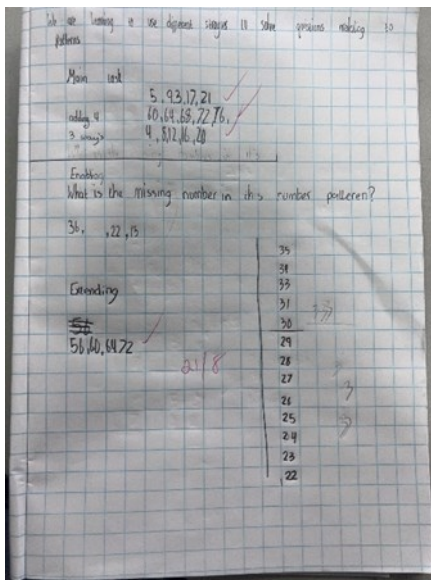 We are learning to use different strategies to solve questions involving
patterns
Main task
5, 9, 13, 17, 21
adding 4
60, 64, 68, 72, 76,
3 ways
4, 8, 12, 16, 20
Enabling
What is the missing number in this number patteren?
36, , 22, 15
Extending
56, 60, 64 72
21/8
35
34
33
31
30
29
28
27
26
25
24
23
22